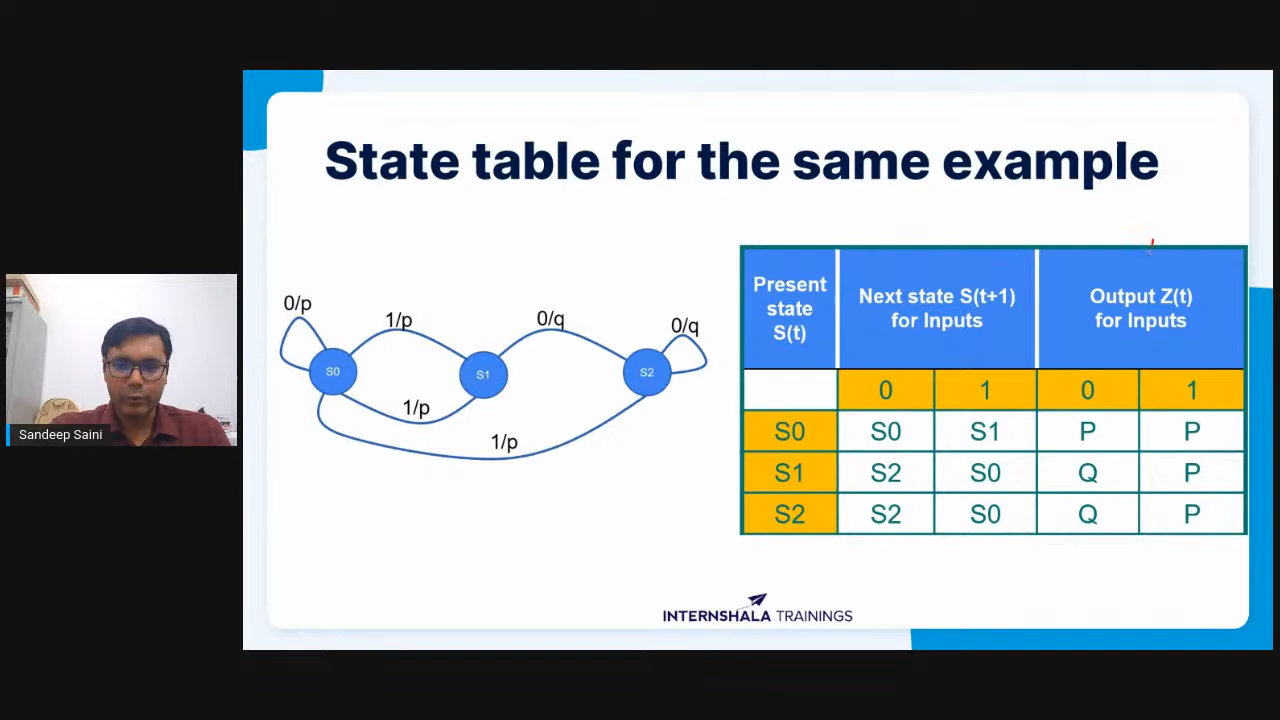 State table for the same example
0/p
1/p
0/q
0/q
S0
S1
S2
1/p
1/p
Present state S(t)
Next state S(t+1) for Inputs
Output Z(t) for Inputs
0 1 0 1
S0 S0 S1 P P
S1 S2 S0 Q P
S2 S2 S0 Q P
Sandeep Saini
INTERNSHALA TRAININGS